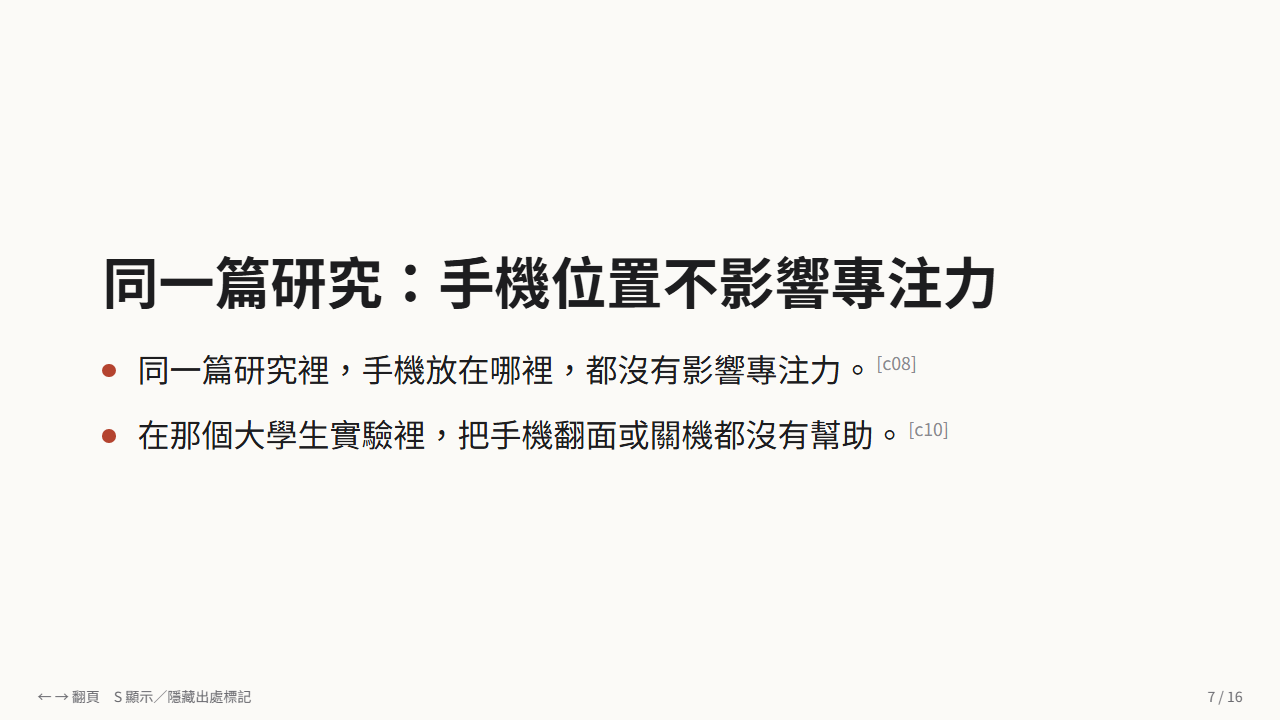 同一篇研究：手機位置不影響專注力
同一篇研究裡，手機放在哪裡，都沒有影響專注力。[c08]
在那個大學生實驗裡，把手機翻面或關機都沒有幫助。[c10]
←→ 翻頁　S 顯示／隱藏出處標記
7 / 16